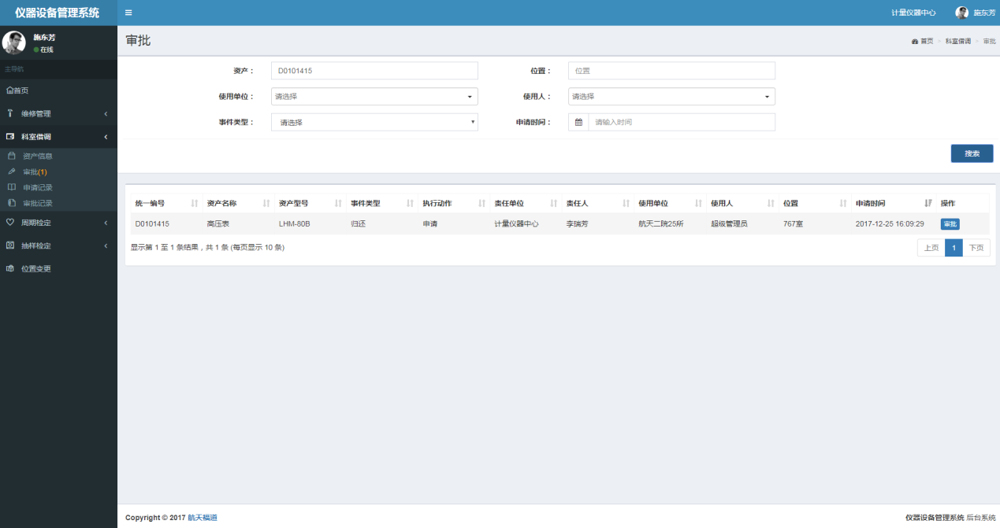 仪器设备管理系统
计量仪器中心 施东芳
施东芳
在线
主导航
首页
维修管理
科室借调
资产信息
审批(1)
申请记录
审批记录
周期检定
抽样检定
位置变更
审批
首页 > 科室借调 > 审批
资产： D0101415 位置： 位置
使用单位： 请选择 使用人： 请选择
事件类型： 请选择 申请时间： 请输入时间
搜索
统一编号 资产名称 资产型号 事件类型 执行动作 责任单位 责任人 使用单位 使用人 位置 申请时间 操作
D0101415 高压表 LHM-80B 归还 申请 计量仪器中心 李瑞芳 航天二院25所 超级管理员 767室 2017-12-25 16:09:29 审批
显示第 1 至 1 条结果，共 1 条 (每页显示 10 条)
上页 1 下页
Copyright © 2017 航天福道
仪器设备管理系统 后台系统